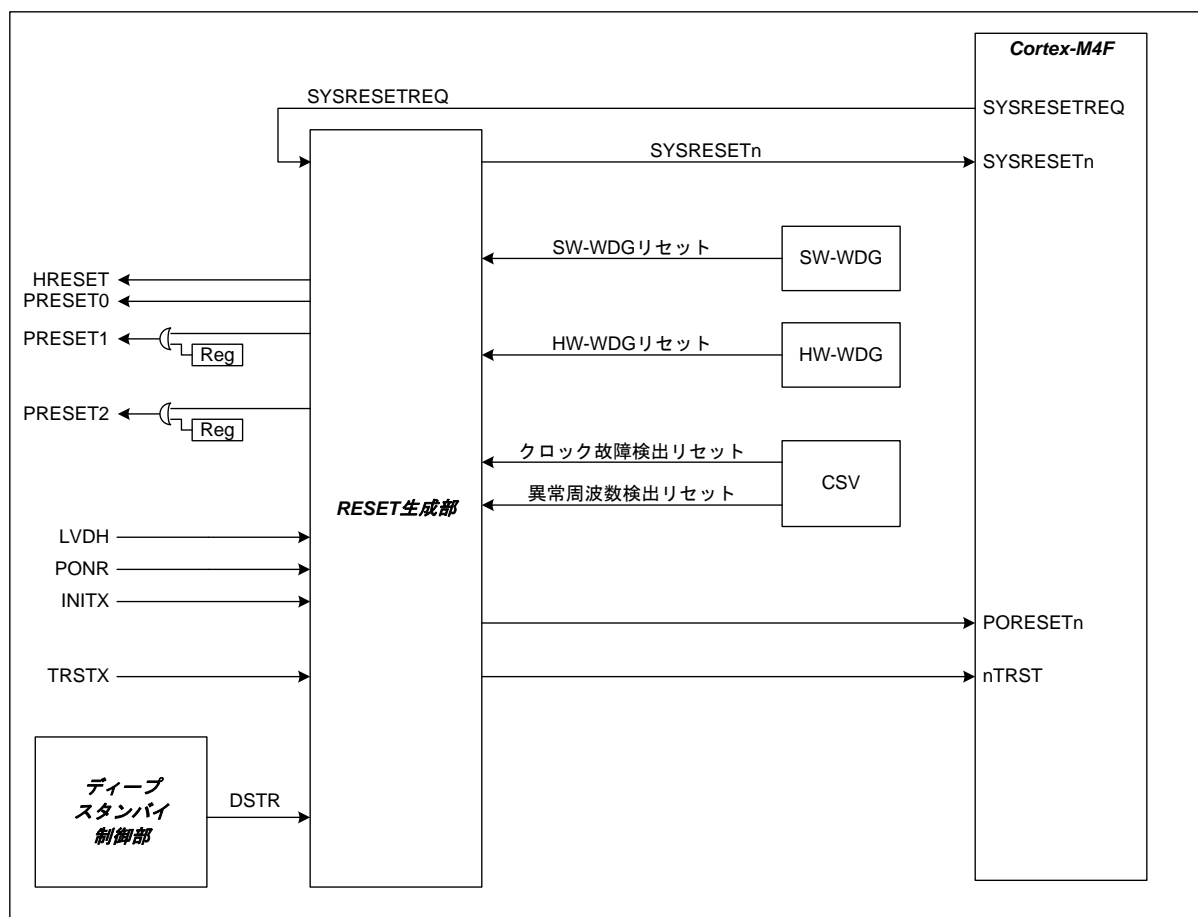 Cortex-M4F
SYSRESETREQ
SYSRESETREQ
SYSRESETn
SYSRESETn
SW-WDGリセット
SW-WDG
HRESET
PRESET0
PRESET1
Reg
HW-WDGリセット
HW-WDG
PRESET2
Reg
クロック故障検出リセット
CSV
異常周波数検出リセット
RESET生成部
LVDH
PONR
INITX
PORESETn
TRSTX
nTRST
ディープ
スタンバイ
制御部
DSTR